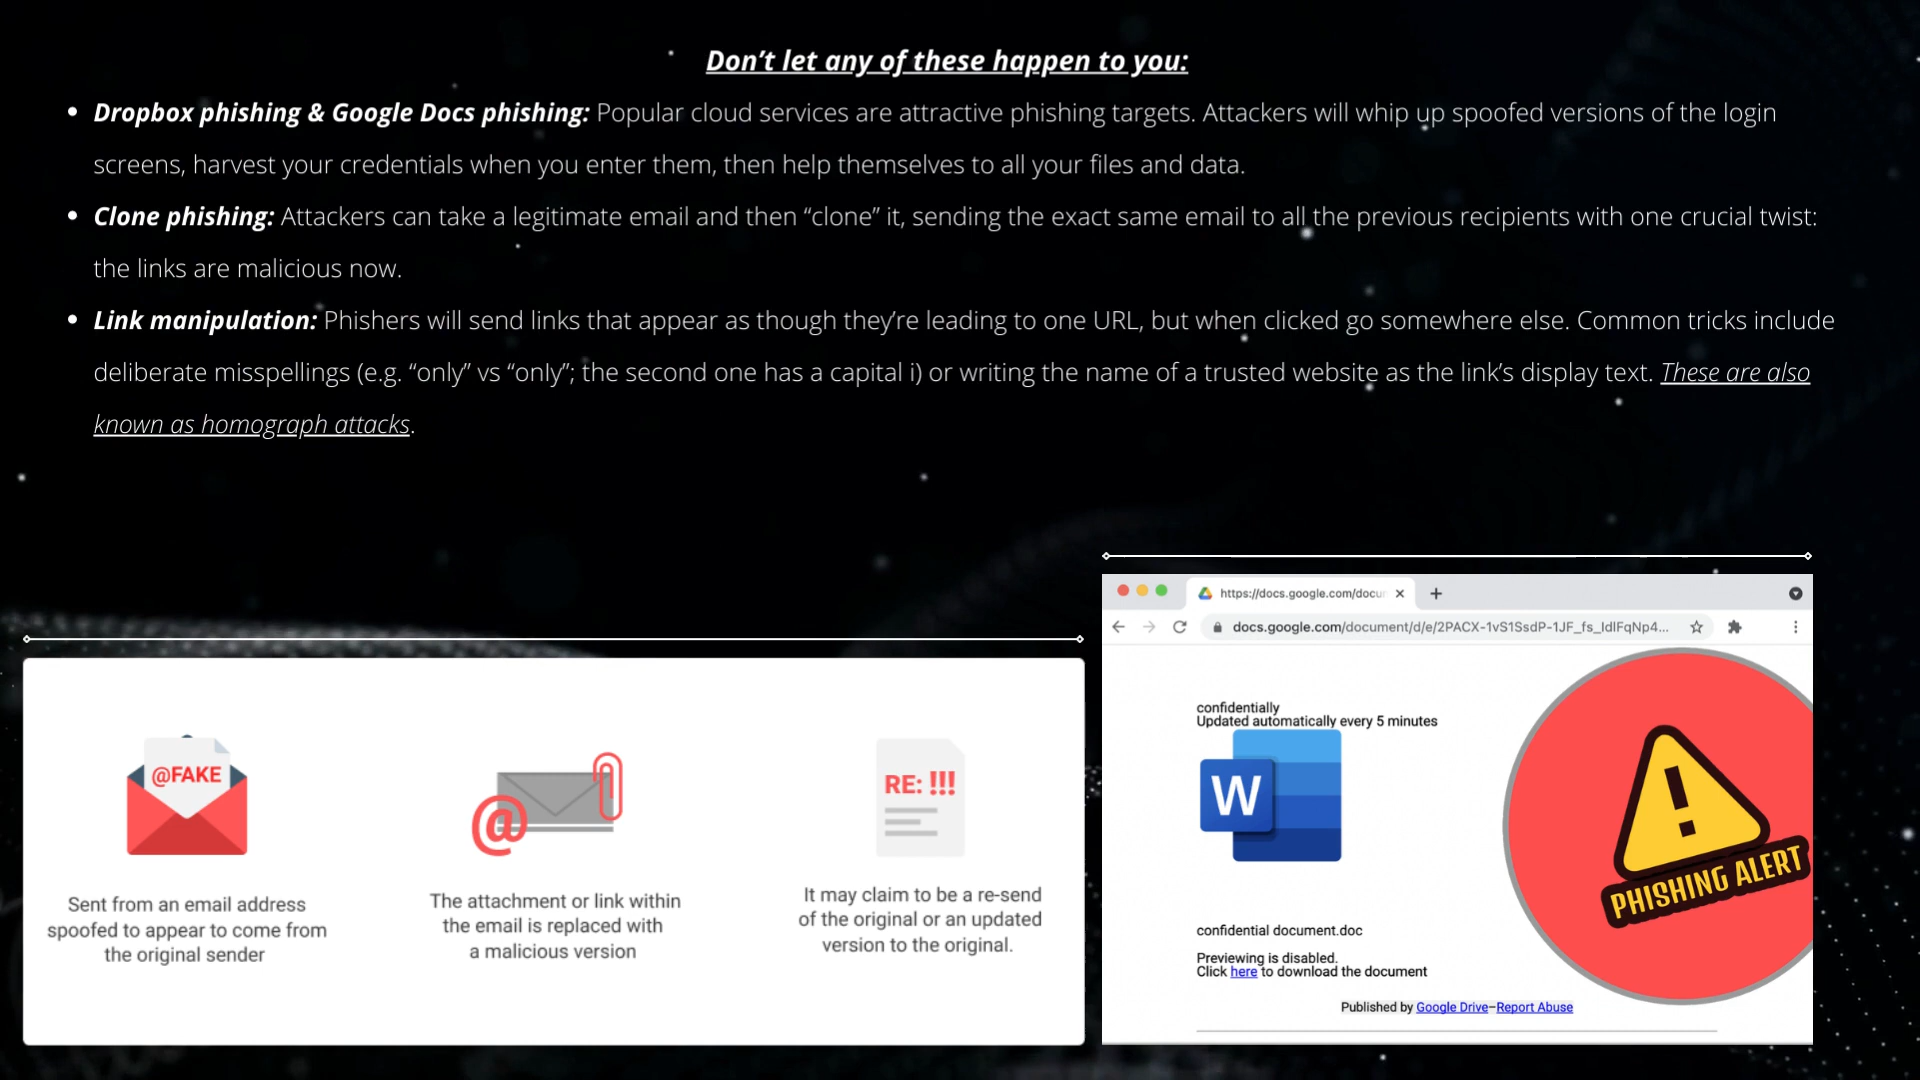 Don’t let any of these happen to you:
Dropbox phishing & Google Docs phishing: Popular cloud services are attractive phishing targets. Attackers will whip up spoofed versions of the login
screens, harvest your credentials when you enter them, then help themselves to all your files and data.
Clone phishing: Attackers can take a legitimate email and then “clone” it, sending the exact same email to all the previous recipients with one crucial twist:
the links are malicious now.
Link manipulation: Phishers will send links that appear as though they’re leading to one URL, but when clicked go somewhere else. Common tricks include
deliberate misspellings (e.g. “only” vs “only”; the second one has a capital i) or writing the name of a trusted website as the link’s display text. These are also
known as homograph attacks.
@FAKE
Sent from an email address
spoofed to appear to come from
the original sender
@
The attachment or link within
the email is replaced with
a malicious version
RE: !!!
It may claim to be a re-send
of the original or an updated
version to the original.
https://docs.google.com/docu
docs.google.com/document/d/e/2PACX-1vS1SsdP-1JF_fs_IdlFqNp4...
confidentially
Updated automatically every 5 minutes
W
confidential document.doc
Previewing is disabled.
Click here to download the document
Published by Google Drive–Report Abuse
!
PHISHING ALERT